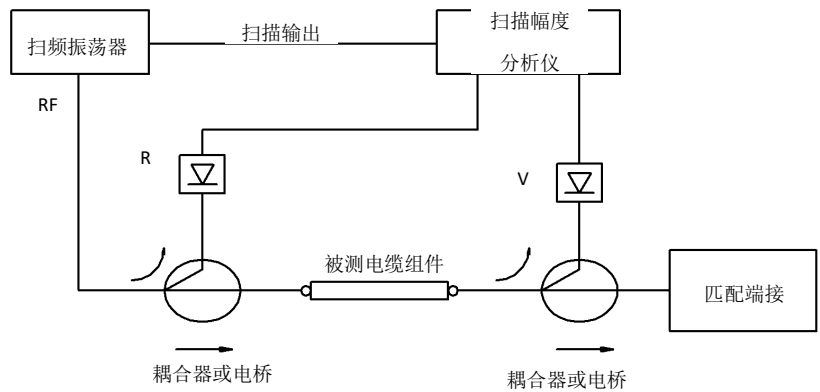 扫频振荡器
扫描输出
扫描幅度
分析仪
RF
R
V
被测电缆组件
匹配端接
耦合器或电桥
耦合器或电桥